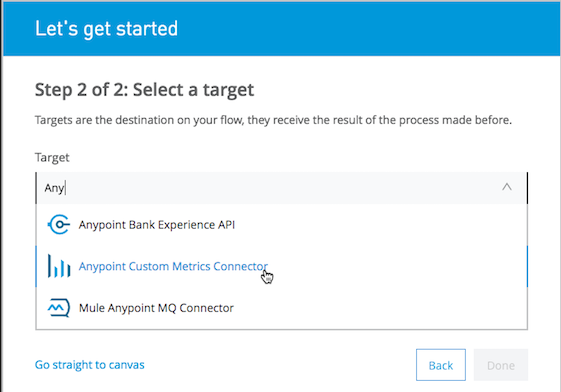 Let's get started
Step 2 of 2: Select a target
Targets are the destination on your flow, they receive the result of the process made before.
Target
Any
Anypoint Bank Experience API
Anypoint Custom Metrics Connector
Mule Anypoint MQ Connector
Go straight to canvas
Back
Done